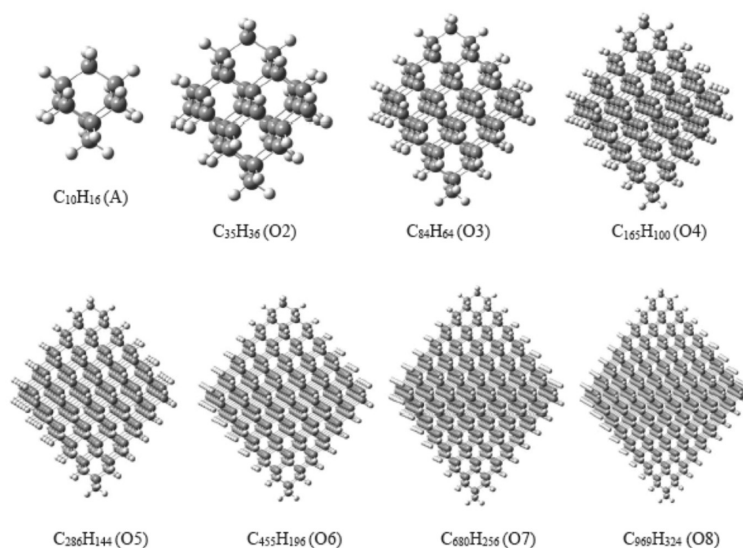 C₁₀H₁₆ (A)
C₃₅H₃₆ (O2)
C₈₄H₆₄ (O3)
C₁₆₅H₁₀₀ (O4)
C₂₈₆H₁₄₄ (O5)
C₄₅₅H₁₉₆ (O6)
C₆₈₀H₂₅₆ (O7)
C₉₆₉H₃₂₄ (O8)